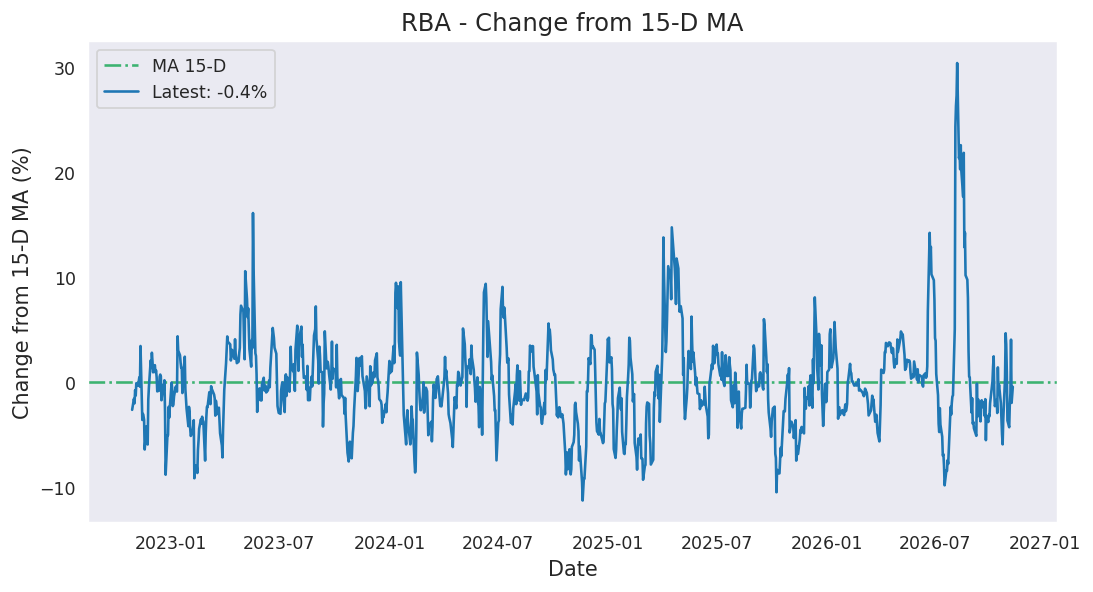 RBA - Change from 15-D MA
MA 15-D
Latest: -0.4%
Change from 15-D MA (%)
30
20
10
0
−10
2023-01 2023-07 2024-01 2024-07 2025-01 2025-07 2026-01 2026-07 2027-01
Date